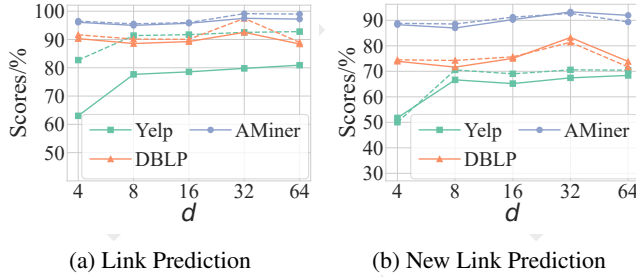 Scores/%
100
90
80
70
60
50
Yelp
AMiner
DBLP
4
8
16
32
64
d
(a) Link Prediction
Scores/%
90
80
70
60
50
40
30
Yelp
AMiner
DBLP
4
8
16
32
64
d
(b) New Link Prediction